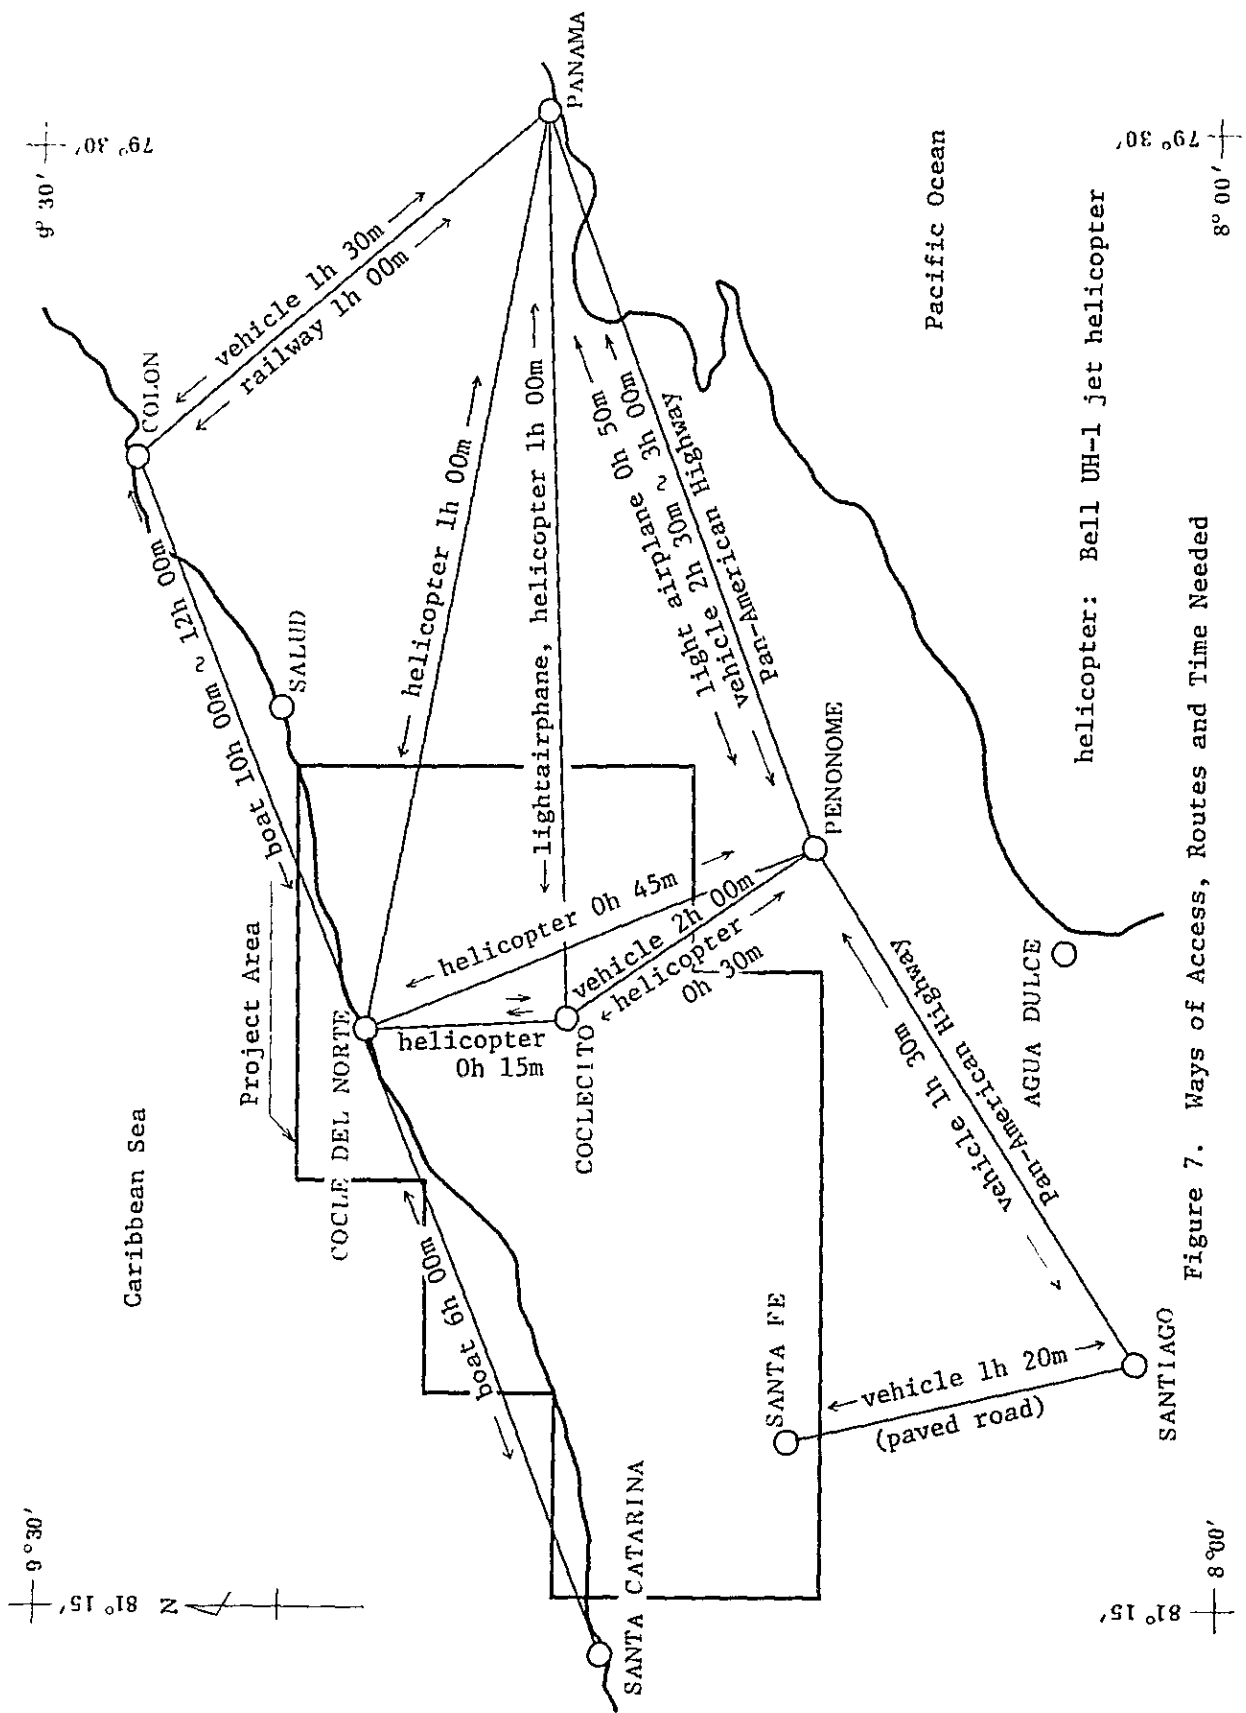 9° 30'
79° 30'
9° 30'
81° 15'
N
Caribbean Sea
Project Area
COLON
vehicle 1h 30m
railway 1h 00m
boat 10h 00m ~ 12h 00m
SALUD
PANAMA
helicopter 1h 00m
lightairphane, helicopter 1h 00m
light airplane 0h 50m
vehicle 2h 30m ~ 3h 00m
Pan-American Highway
COCLE DEL NORTE
helicopter 0h 45m
vehicle 2h 00m
helicopter
0h 30m
helicopter
0h 15m
COCLECITO
boat 6h 00m
SANTA CATARINA
PENONOME
vehicle 1h 30m
Pan-American Highway
AGUA DULCE
SANTA FE
vehicle 1h 20m
(paved road)
SANTIAGO
Pacific Ocean
helicopter: Bell UH-1 jet helicopter
81° 15'
8°00'
79° 30'
8° 00'
Figure 7. Ways of Access, Routes and Time Needed